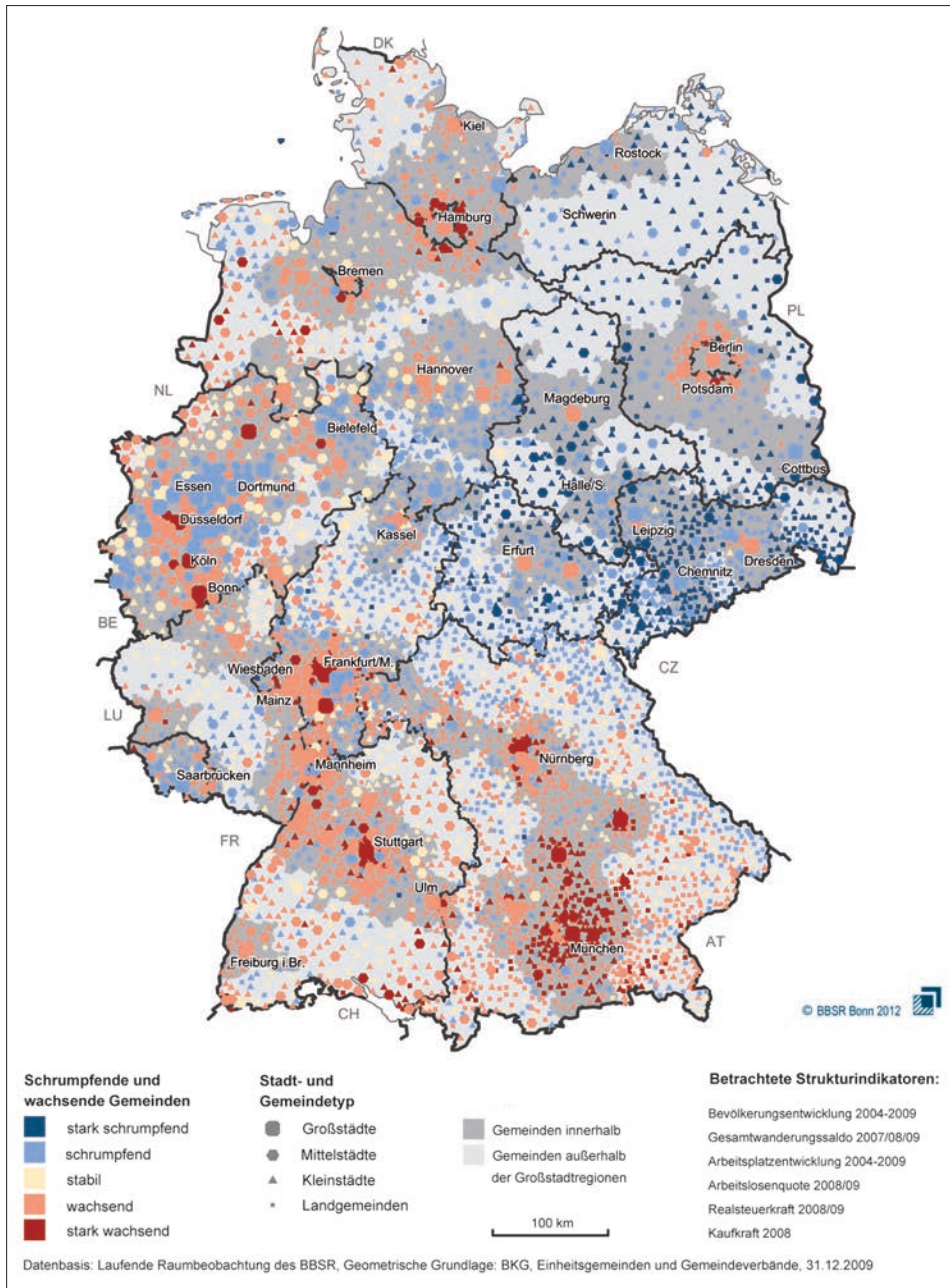 DK
Kiel
Rostock
Hamburg
Schwerin
Bremen
PL
Berlin
NL
Hannover
Potsdam
Magdeburg
Bielefeld
Cottbus
Essen Dortmund
Halle/S.
Düsseldorf
Leipzig
Kassel
Erfurt
Dresden
Köln
Chemnitz
Bonn
BE
Wiesbaden Frankfurt/M.
CZ
Mainz
LU
Nürnberg
Mannheim
Saarbrücken
FR
Stuttgart
Ulm
München
AT
Freiburg i.Br.
CH
© BBSR Bonn 2012
Schrumpfende und
wachsende Gemeinden
stark schrumpfend
schrumpfend
stabil
wachsend
stark wachsend
Stadt- und
Gemeindetyp
Großstädte
Mittelstädte
Kleinstädte
Landgemeinden
Gemeinden innerhalb
Gemeinden außerhalb
der Großstadtregionen
100 km
Betrachtete Strukturindikatoren:
Bevölkerungsentwicklung 2004-2009
Gesamtwanderungssaldo 2007/08/09
Arbeitsplatzentwicklung 2004-2009
Arbeitslosenquote 2008/09
Realsteuerkraft 2008/09
Kaufkraft 2008
Datenbasis: Laufende Raumbeobachtung des BBSR, Geometrische Grundlage: BKG, Einheitsgemeinden und Gemeindeverbände, 31.12.2009